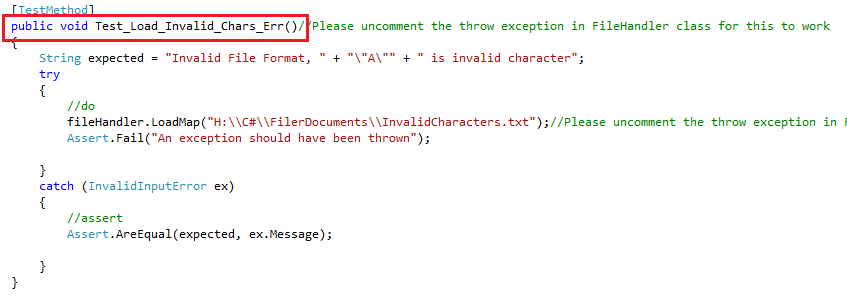 [TestMethod]
public void Test_Load_Invalid_Chars_Err()//Please uncomment the throw exception in FileHandler class for this to work
{
String expected = "Invalid File Format, " + "\"A\"" + " is invalid character";
try
{
//do
fileHandler.LoadMap("H:\\C#\\FilerDocuments\\InvalidCharacters.txt");//Please uncomment the throw exception in F
Assert.Fail("An exception should have been thrown");
}
catch (InvalidInputError ex)
{
//assert
Assert.AreEqual(expected, ex.Message);
}
}